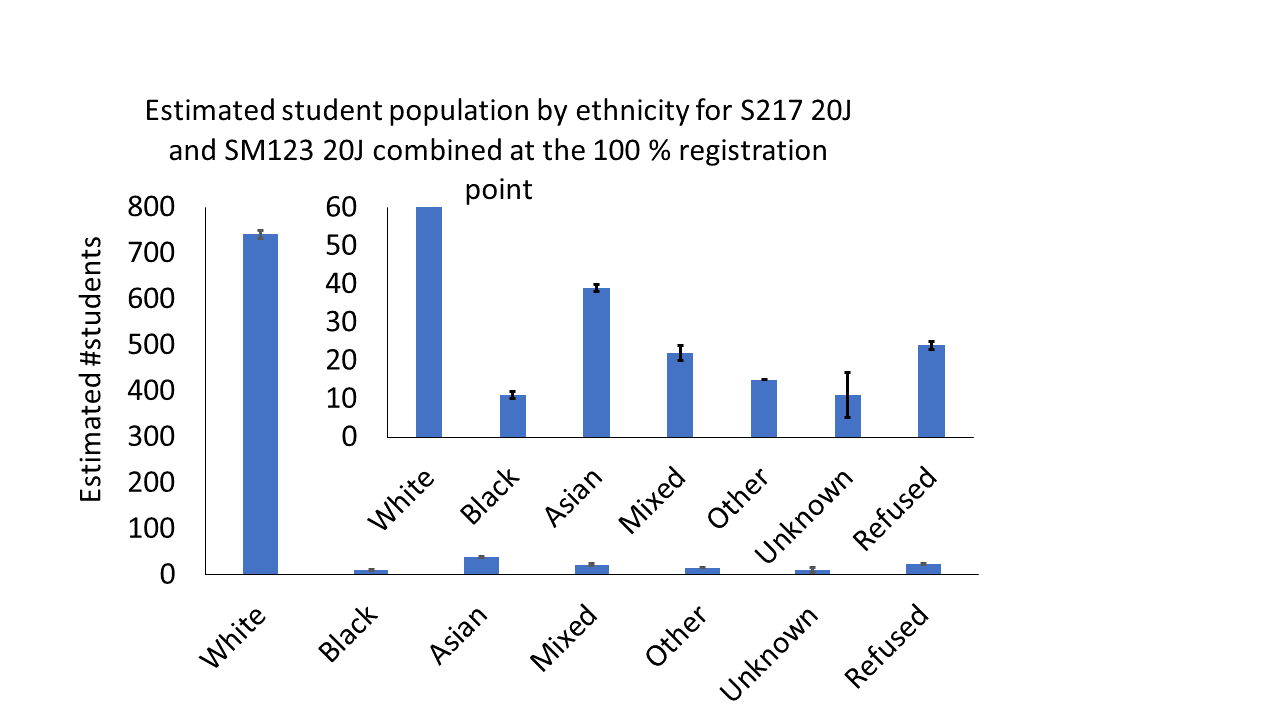 Estimated student population by ethnicity for S217 20J
and SM123 20J combined at the 100 % registration
point
Estimated #students
800
700
600
500
400
300
200
100
0
60
50
40
30
20
10
0
White
Black
Asian
Mixed
Other
Unknown
Refused
White
Black
Asian
Mixed
Other
Unknown
Refused